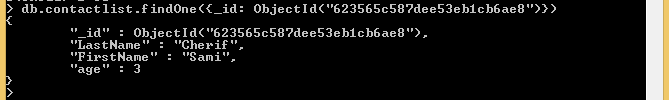 > db.contactlist.findOne({_id: ObjectId("623565c587dee53eb1cb6ae8")})
{
        "_id" : ObjectId("623565c587dee53eb1cb6ae8"),
        "LastName" : "Cherif",
        "FirstName" : "Sami",
        "age" : 3
}
>